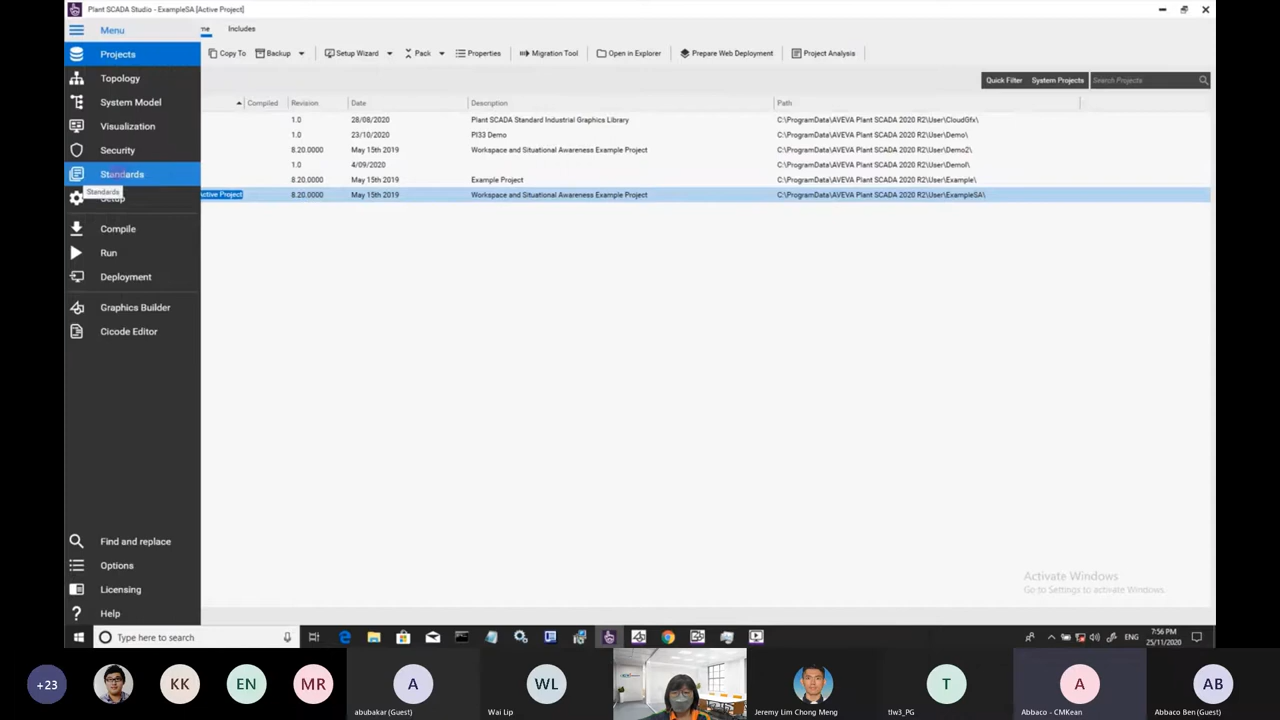 Plant SCADA Studio - ExampleSA [Active Project]
Menu
me
Includes
Projects
Copy To
Backup
Setup Wizard
Pack
Properties
Migration Tool
Open in Explorer
Prepare Web Deployment
Project Analysis
Topology
Quick Filter
System Projects
Search Projects
System Model
Compiled
Revision
Date
Description
Path
1.0
28/08/2020
Plant SCADA Standard Industrial Graphics Library
C:\ProgramData\AVEVA Plant SCADA 2020 R2\User\CloudGfx\
Visualization
1.0
23/10/2020
PI33 Demo
C:\ProgramData\AVEVA Plant SCADA 2020 R2\User\Demo\
Security
8.20.0000
May 15th 2019
Workspace and Situational Awareness Example Project
C:\ProgramData\AVEVA Plant SCADA 2020 R2\User\Demo2\
1.0
4/09/2020
C:\ProgramData\AVEVA Plant SCADA 2020 R2\User\DemoI\
Standards
8.20.0000
May 15th 2019
Example Project
C:\ProgramData\AVEVA Plant SCADA 2020 R2\User\Example\
Standards
Setup
Active Project
8.20.0000
May 15th 2019
Workspace and Situational Awareness Example Project
C:\ProgramData\AVEVA Plant SCADA 2020 R2\User\ExampleSA\
Compile
Run
Deployment
Graphics Builder
Cicode Editor
Find and replace
Options
Licensing
Help
Activate Windows
Go to Settings to activate Windows.
Type here to search
ENG
7:56 PM
25/11/2020
+23
KK
EN
MR
A
abubakar (Guest)
WL
Wai Lip
Jeremy Lim Chong Meng
T
tlw3_PG
A
Abbaco - CMKean
AB
Abbaco Ben (Guest)